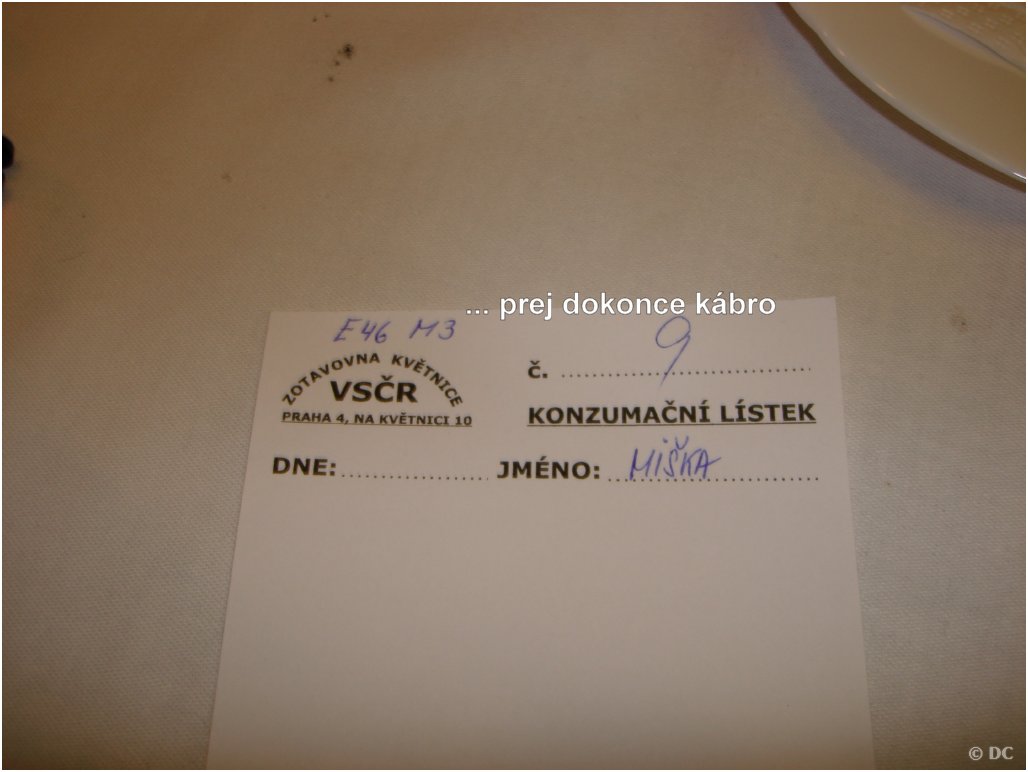 ... prej dokonce kábro
E46 M3
9
ZOTAVOVNA KVĚTNICE
VSČR
č. ........................................
PRAHA 4, NA KVĚTNICI 10
KONZUMAČNÍ LÍSTEK
DNE: ........................ JMÉNO: MIŠKA
© DC